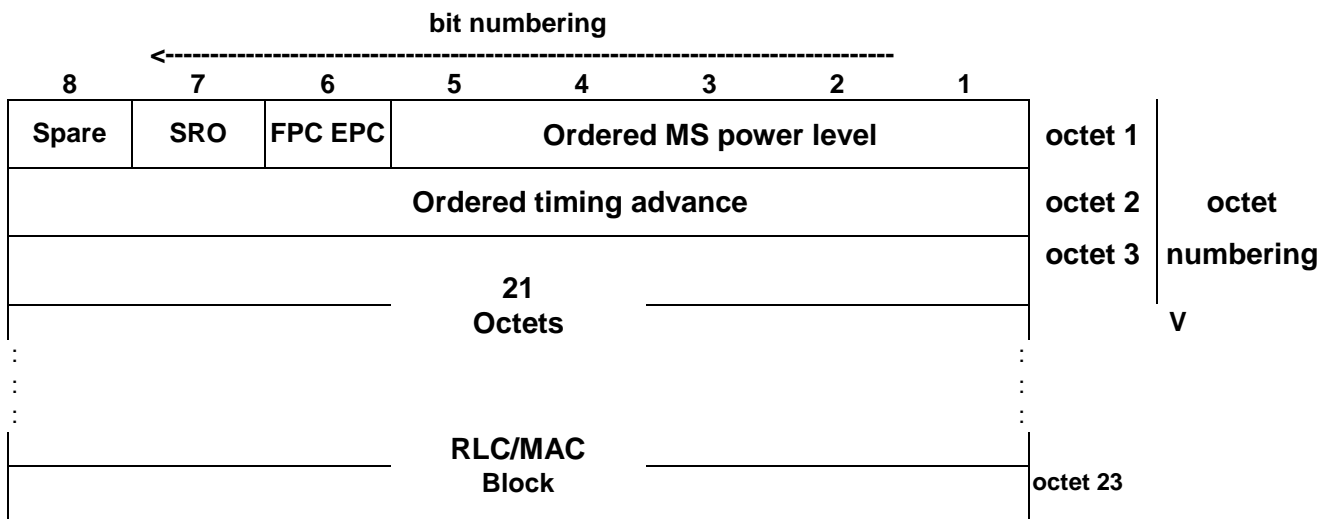 bit numbering
<--------------------------------------------------------------------------------
8 7 6 5 4 3 2 1
Spare SRO FPC EPC Ordered MS power level octet 1
Ordered timing advance octet 2 octet
octet 3 numbering
21
Octets V
: :
: :
: :
RLC/MAC
Block octet 23